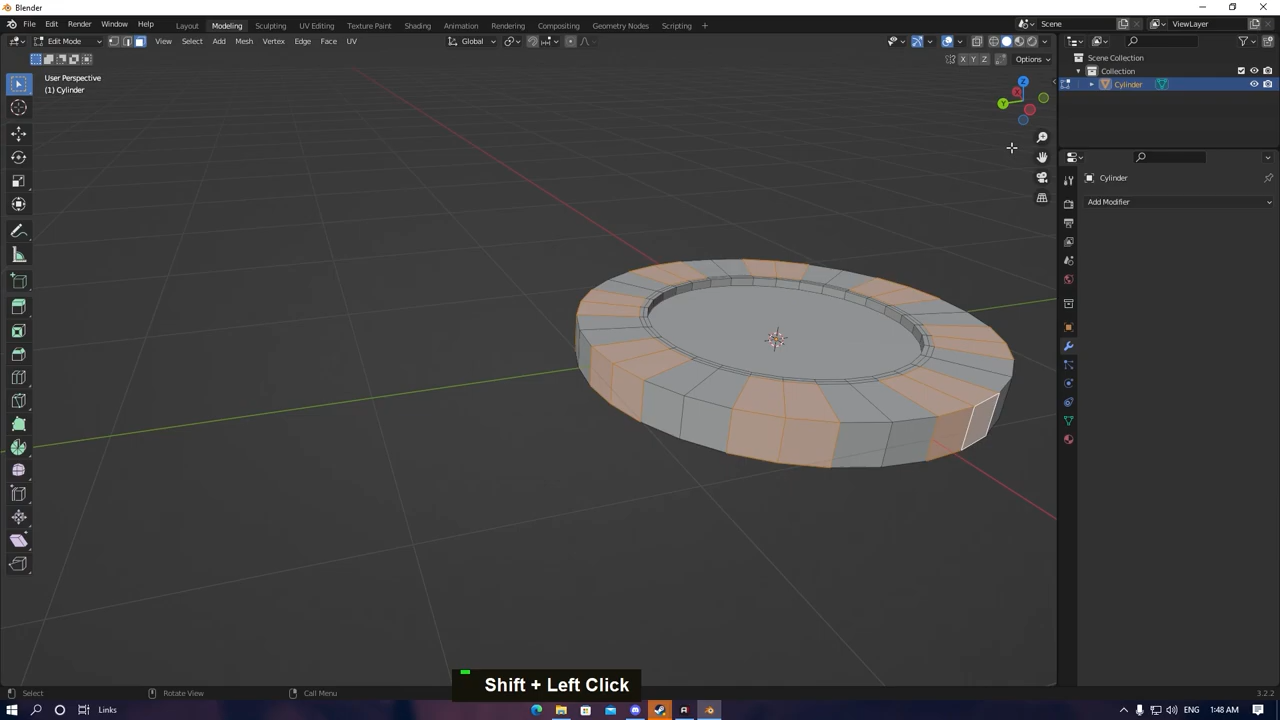 Blender
File Edit Render Window Help Layout Modeling Sculpting UV Editing Texture Paint Shading Animation Rendering Compositing Geometry Nodes Scripting + Scene ViewLayer
Edit Mode View Select Add Mesh Vertex Edge Face UV Global
X Y Z Options
User Perspective
(1) Cylinder
Scene Collection
Collection
Cylinder
Z
Y
X
Cylinder
Add Modifier
Shift + Left Click
Select Rotate View Call Menu 3.2.2
Links 1:48 AM